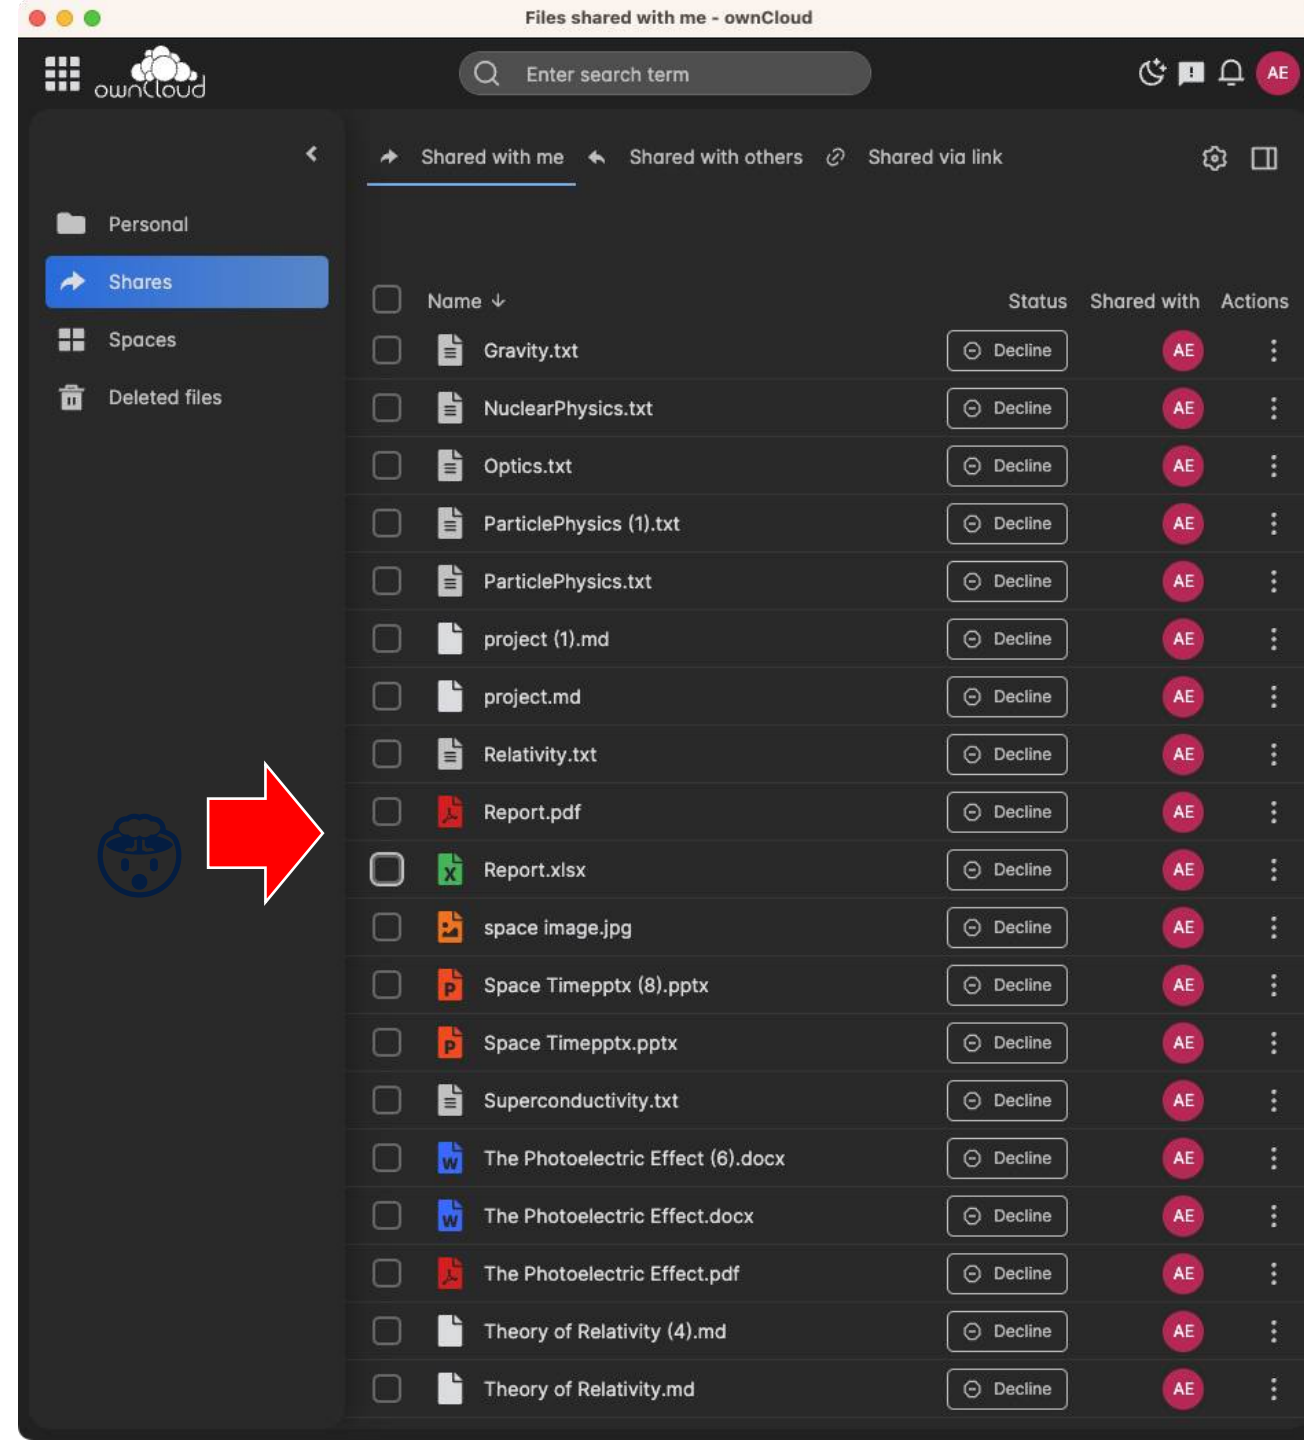 Files shared with me - ownCloud
ownCloud
Enter search term
AE
Shared with me Shared with others Shared via link
Personal
Shares
Spaces
Deleted files
Name Status Shared with Actions
Gravity.txt Decline AE
NuclearPhysics.txt Decline AE
Optics.txt Decline AE
ParticlePhysics (1).txt Decline AE
ParticlePhysics.txt Decline AE
project (1).md Decline AE
project.md Decline AE
Relativity.txt Decline AE
Report.pdf Decline AE
X Report.xlsx Decline AE
space image.jpg Decline AE
P Space Timepptx (8).pptx Decline AE
P Space Timepptx.pptx Decline AE
Superconductivity.txt Decline AE
W The Photoelectric Effect (6).docx Decline AE
W The Photoelectric Effect.docx Decline AE
The Photoelectric Effect.pdf Decline AE
Theory of Relativity (4).md Decline AE
Theory of Relativity.md Decline AE